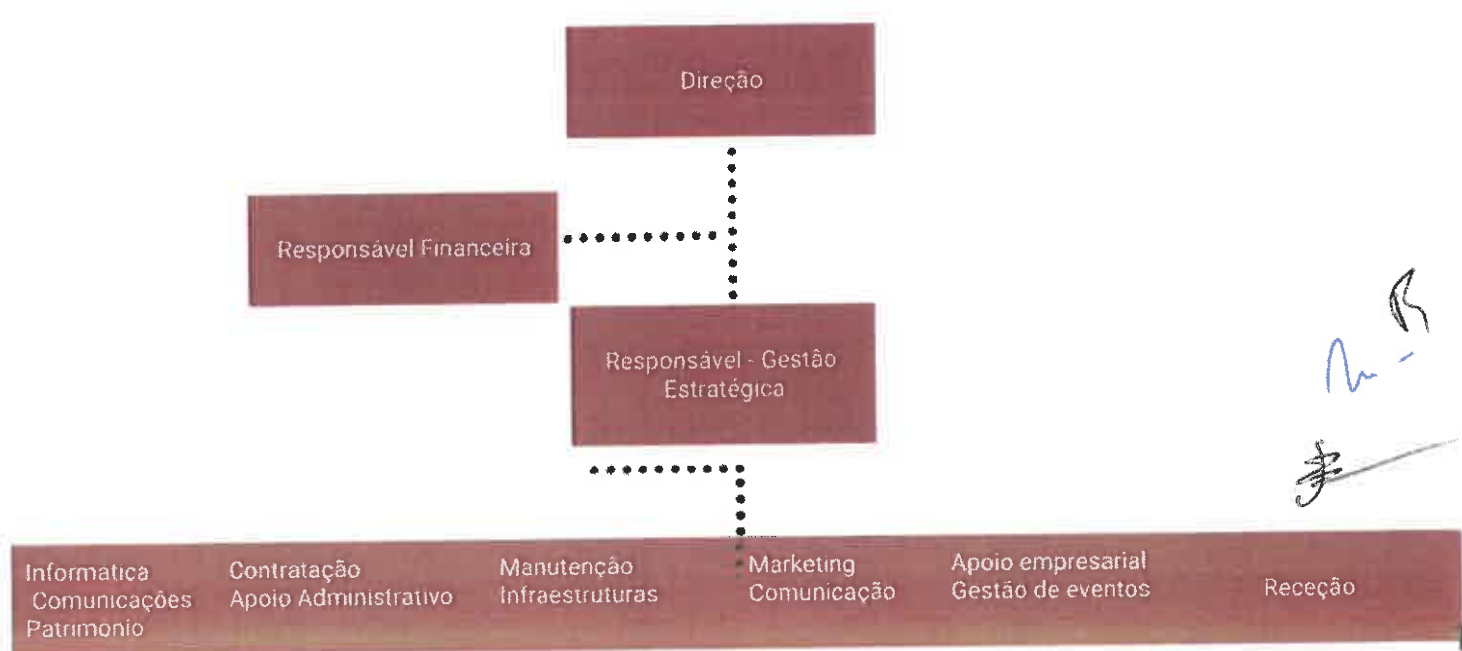 Direção
Responsável Financeira
Responsável - Gestão
Estratégica
Informatica
Comunicações
Patrimonio
Contratação
Apoio Administrativo
Manutenção
Infraestruturas
Marketing
Comunicação
Apoio empresarial
Gestão de eventos
Receção